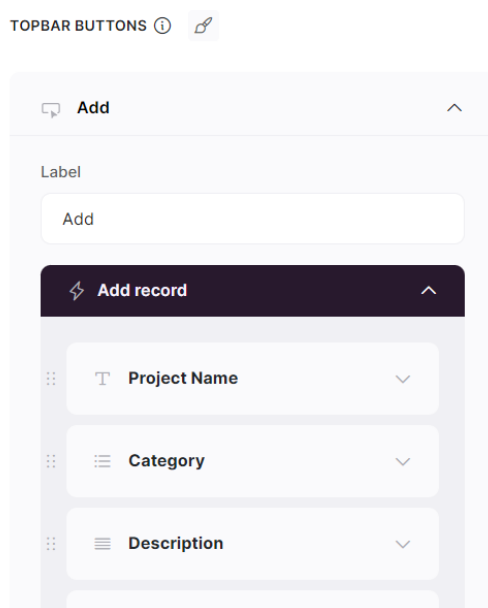 TOPBAR BUTTONS
Add
Label
Add
Add record
Project Name
Category
Description